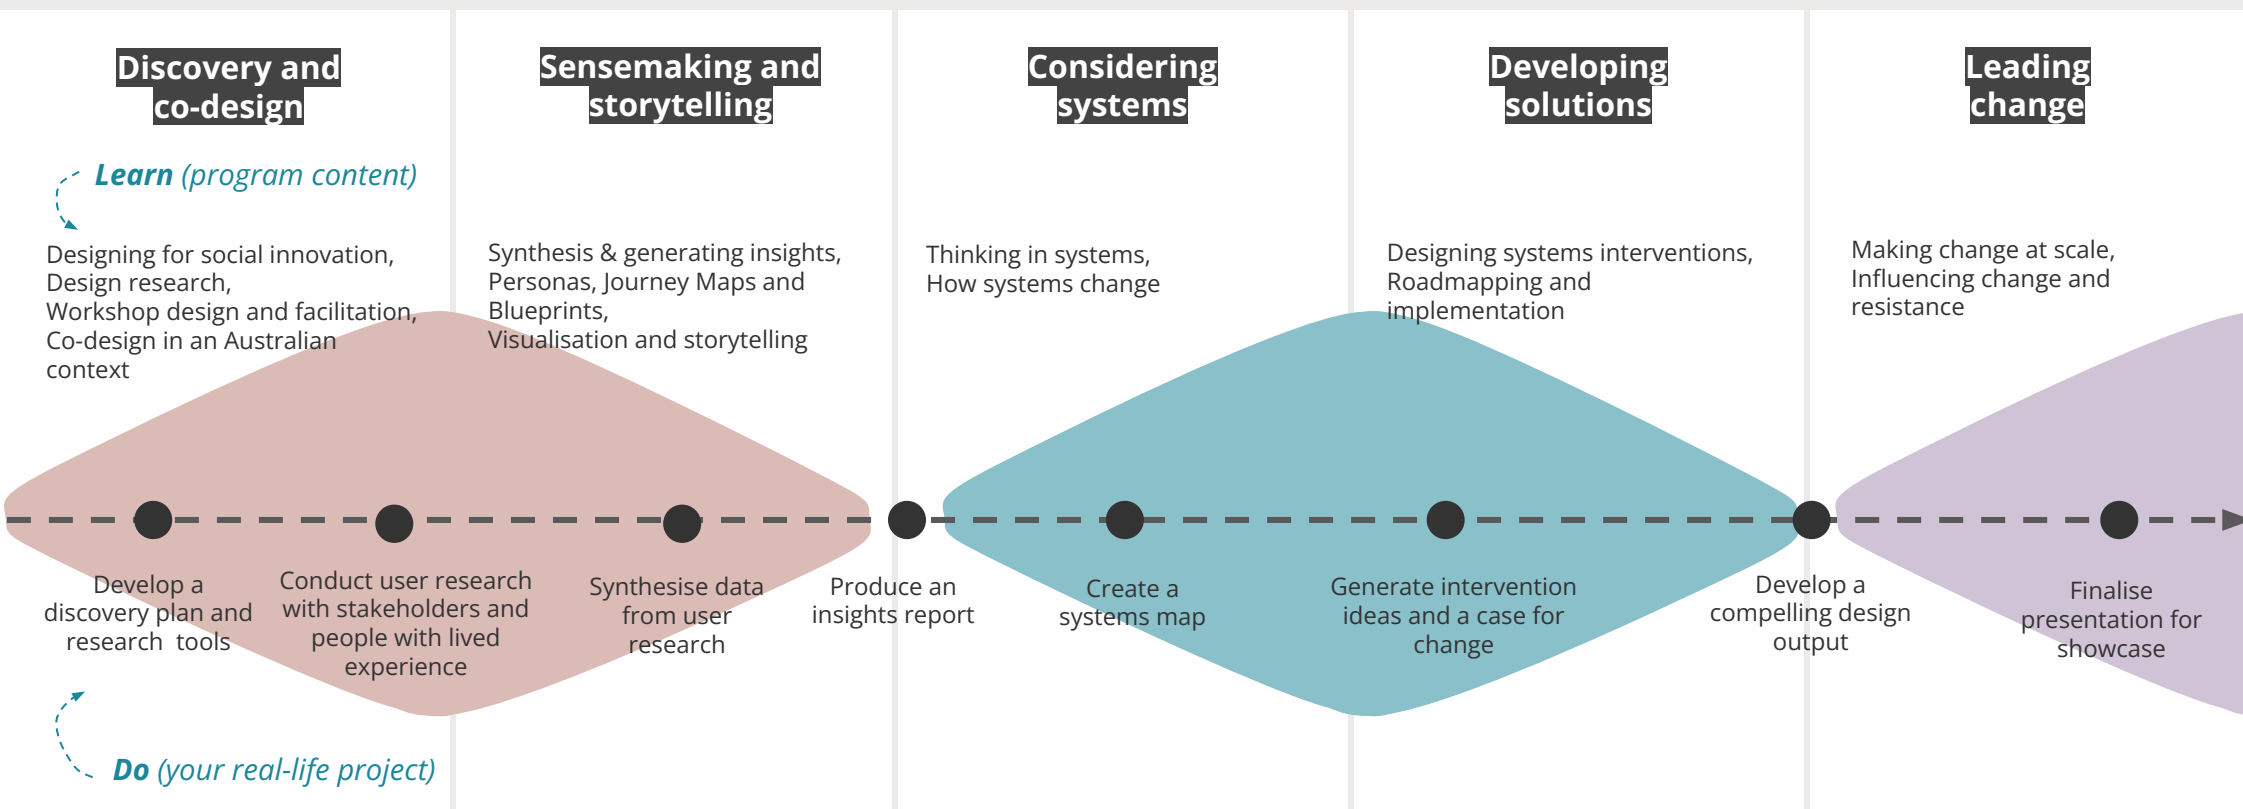 Discovery and
co-design
Sensemaking and
storytelling
Considering
systems
Developing
solutions
Leading
change
Learn (program content)
Designing for social innovation,
Design research,
Workshop design and facilitation,
Co-design in an Australian
context
Synthesis & generating insights,
Personas, Journey Maps and
Blueprints,
Visualisation and storytelling
Thinking in systems,
How systems change
Designing systems interventions,
Roadmapping and
implementation
Making change at scale,
Influencing change and
resistance
Develop a
discovery plan and
research  tools
Conduct user research
with stakeholders and
people with lived
experience
Synthesise data
from user
research
Produce an
insights report
Create a
systems map
Generate intervention
ideas and a case for
change
Develop a
compelling design
output
Finalise
presentation for
showcase
Do (your real-life project)